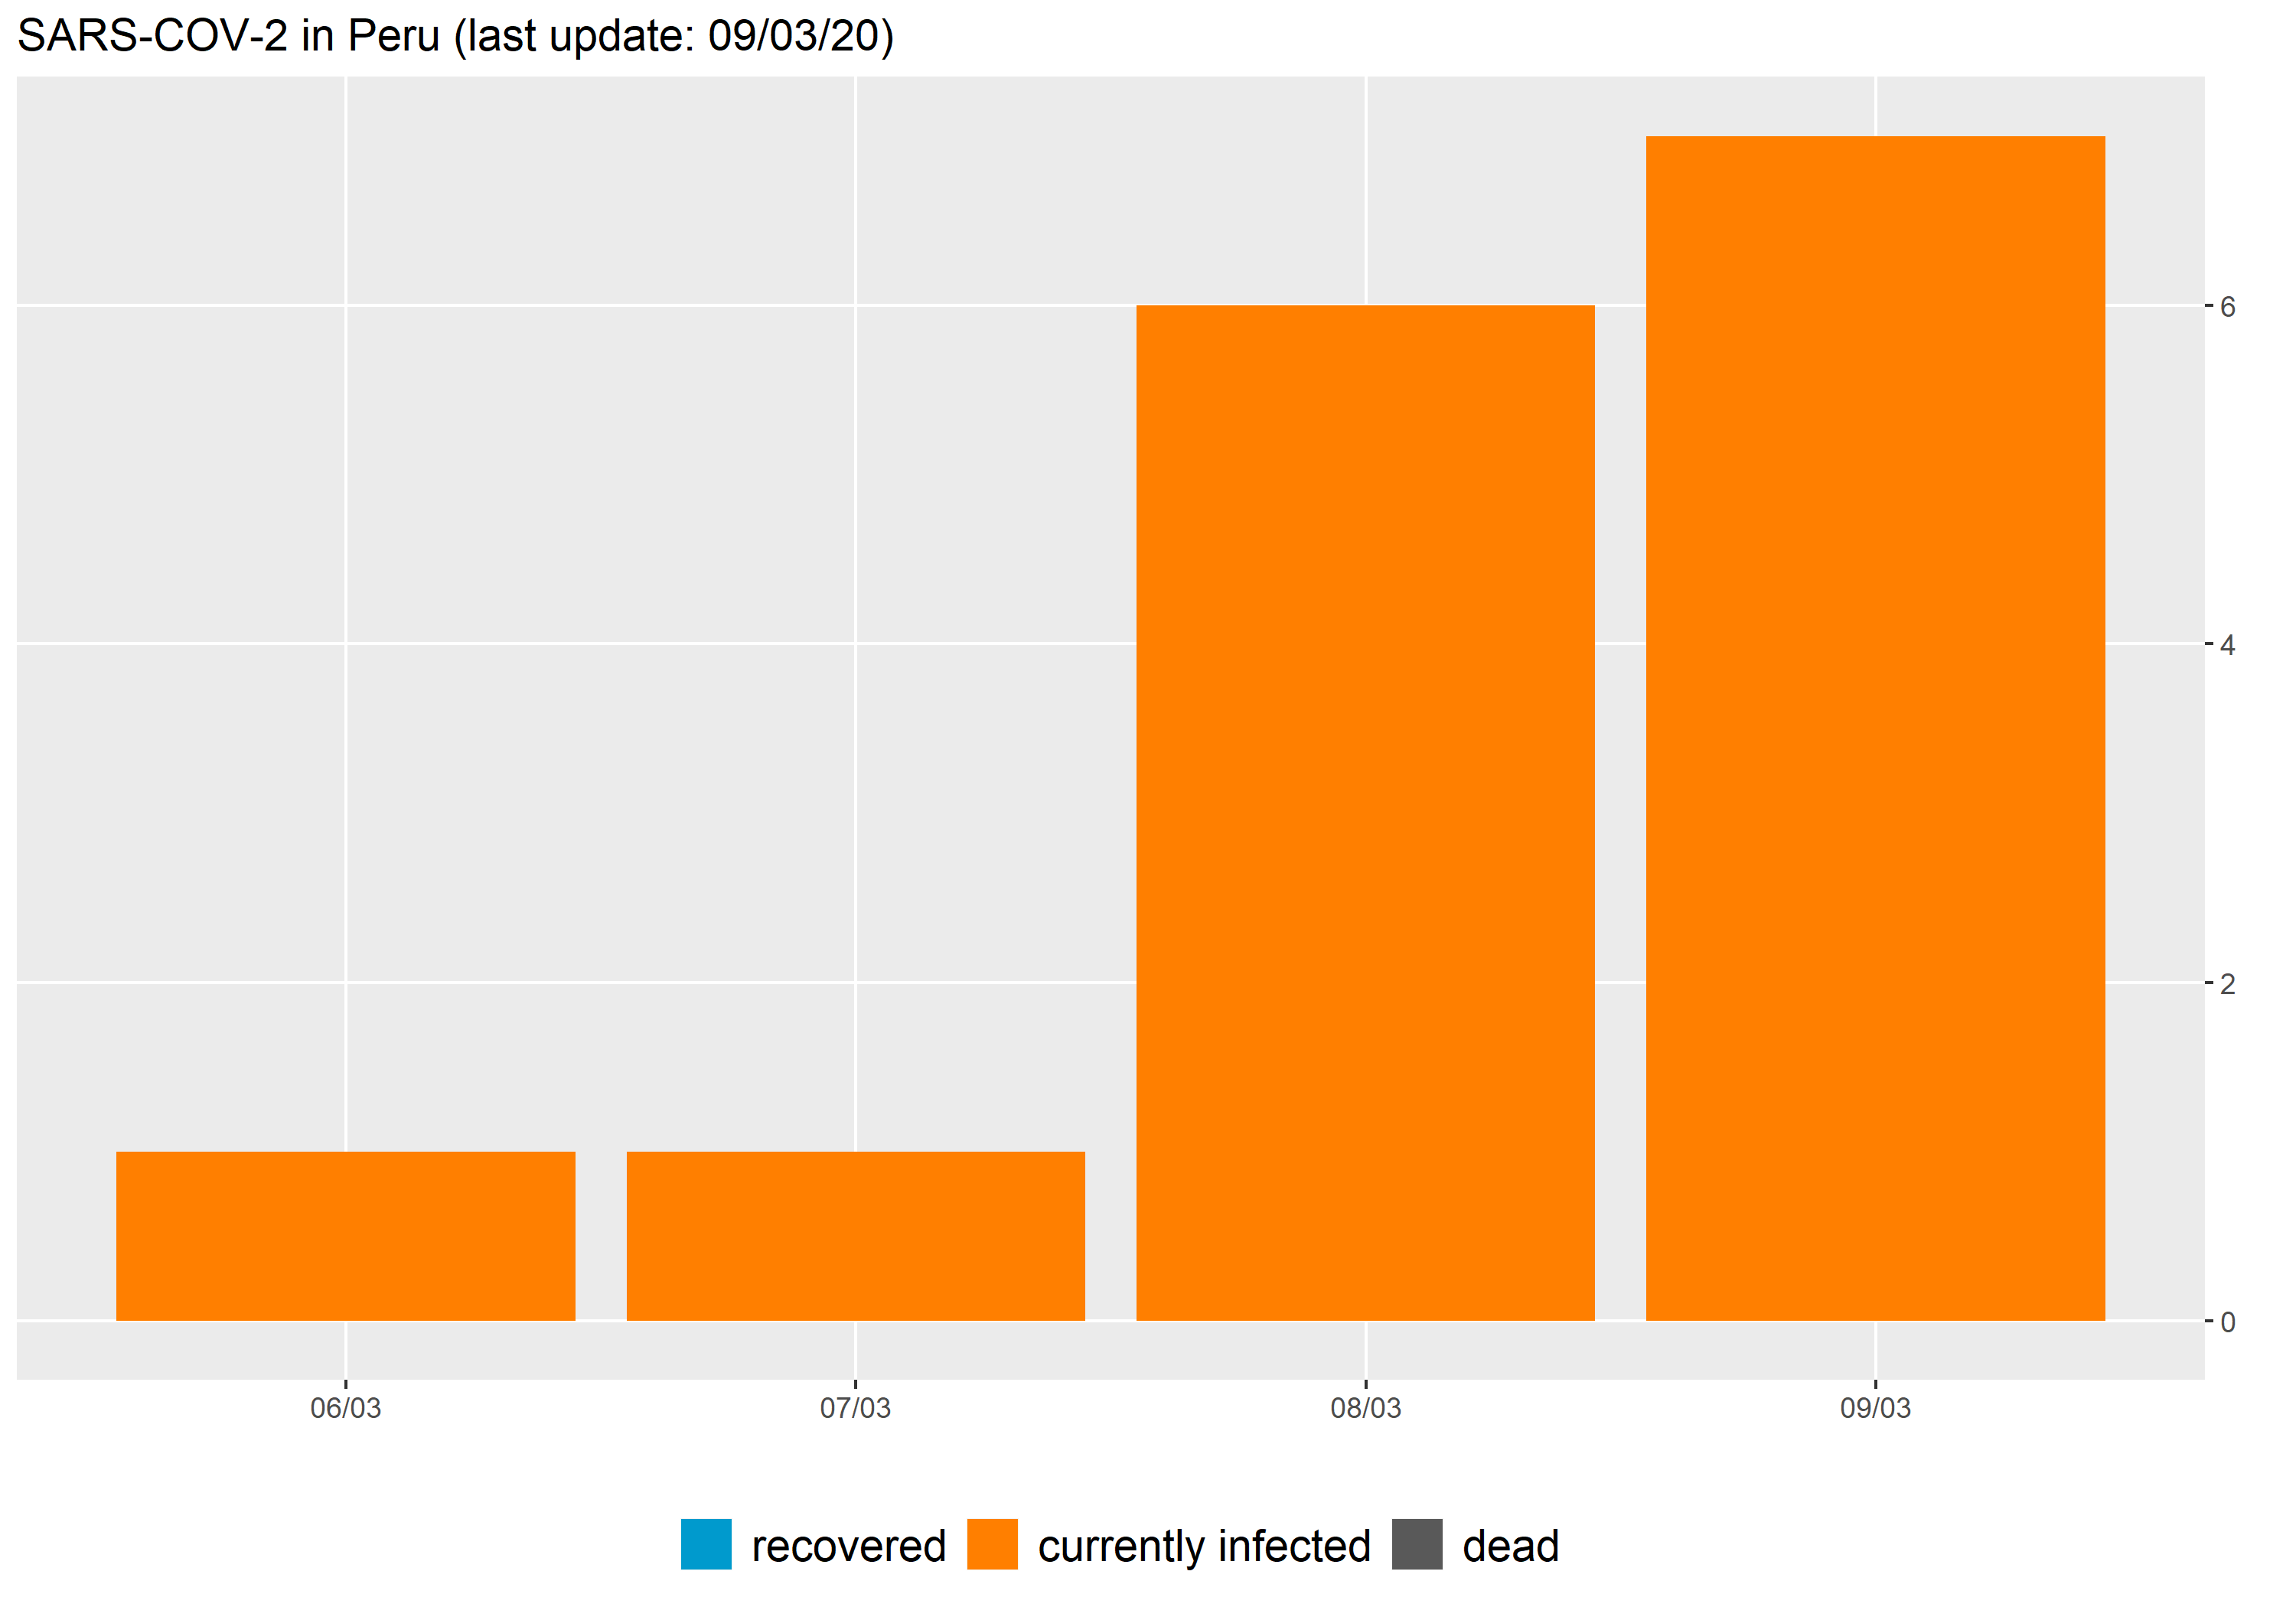 SARS-COV-2 in Peru (last update: 09/03/20)
6
4
2
0
06/03 07/03 08/03 09/03
recovered currently infected dead